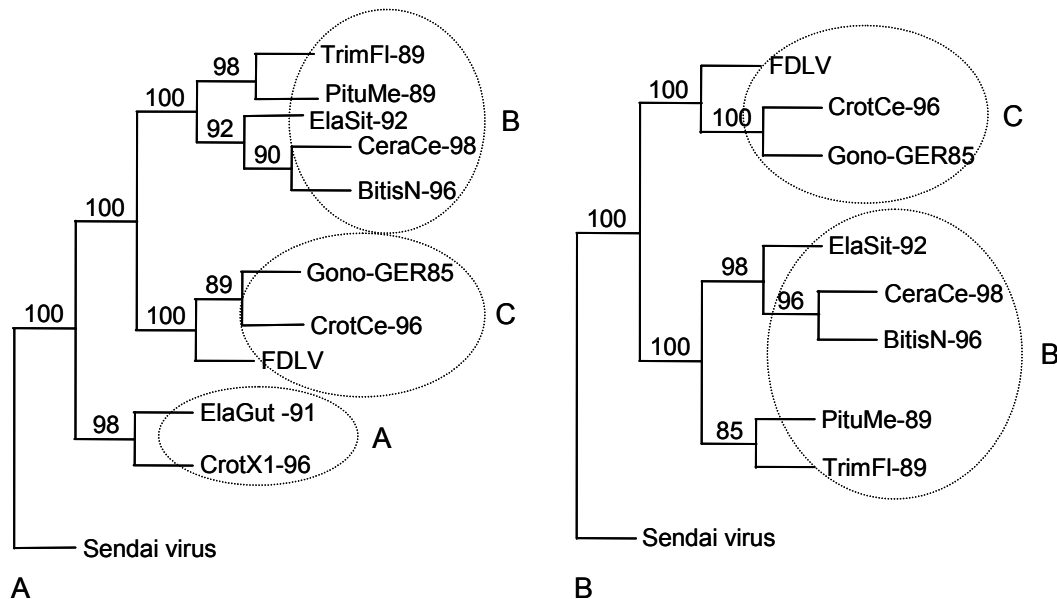 98
TrimFl-89
100
PituMe-89
ElaSit-92
B
92
CeraCe-98
90
BitisN-96
100
Gono-GER85
89
C
100
CrotCe-96
100
FDLV
ElaGut -91
98
A
CrotX1-96
Sendai virus
A
FDLV
100
CrotCe-96
100
C
Gono-GER85
100
ElaSit-92
98
CeraCe-98
96
BitisN-96
B
100
PituMe-89
85
TrimFl-89
Sendai virus
B